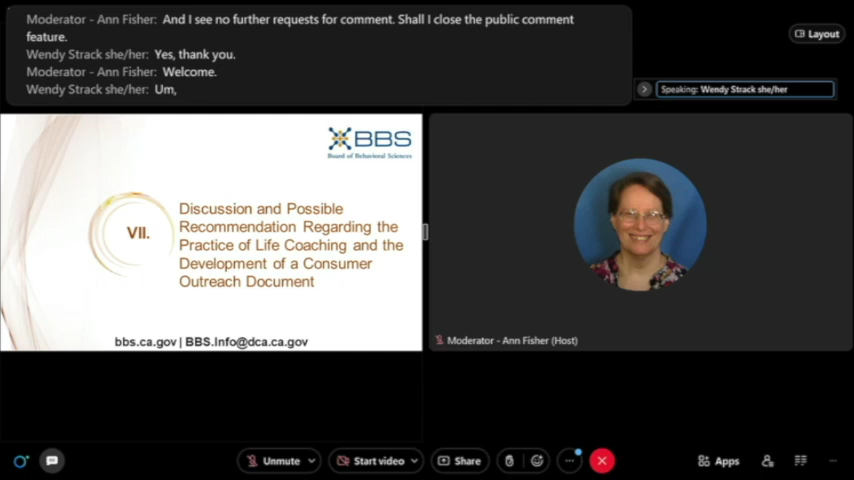 Moderator - Ann Fisher: And I see no further requests for comment. Shall I close the public comment
feature.
Wendy Strack she/her: Yes, thank you.
Moderator - Ann Fisher: Welcome.
Wendy Strack she/her: Um,
Layout
Speaking: Wendy Strack she/her
BBS
Board of Behavioral Sciences
VII.
Discussion and Possible
Recommendation Regarding the
Practice of Life Coaching and the
Development of a Consumer
Outreach Document
bbs.ca.gov | BBS.Info@dca.ca.gov
Moderator - Ann Fisher (Host)
Unmute
Start video
Share
Apps